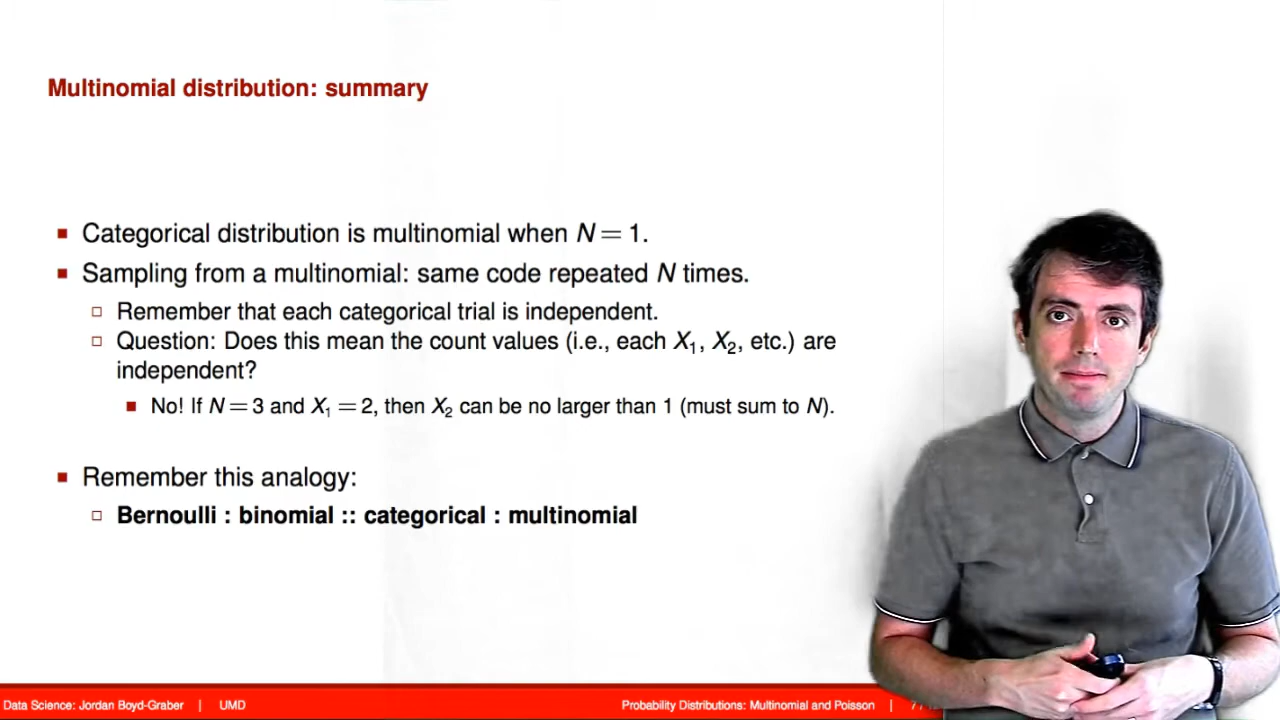 Multinomial distribution: summary
Categorical distribution is multinomial when N = 1.
Sampling from a multinomial: same code repeated N times.
Remember that each categorical trial is independent.
Question: Does this mean the count values (i.e., each X₁, X₂, etc.) are
independent?
No! If N = 3 and X₁ = 2, then X₂ can be no larger than 1 (must sum to N).
Remember this analogy:
Bernoulli : binomial :: categorical : multinomial
Data Science: Jordan Boyd-Graber | UMD Probability Distributions: Multinomial and Poisson | 7 /